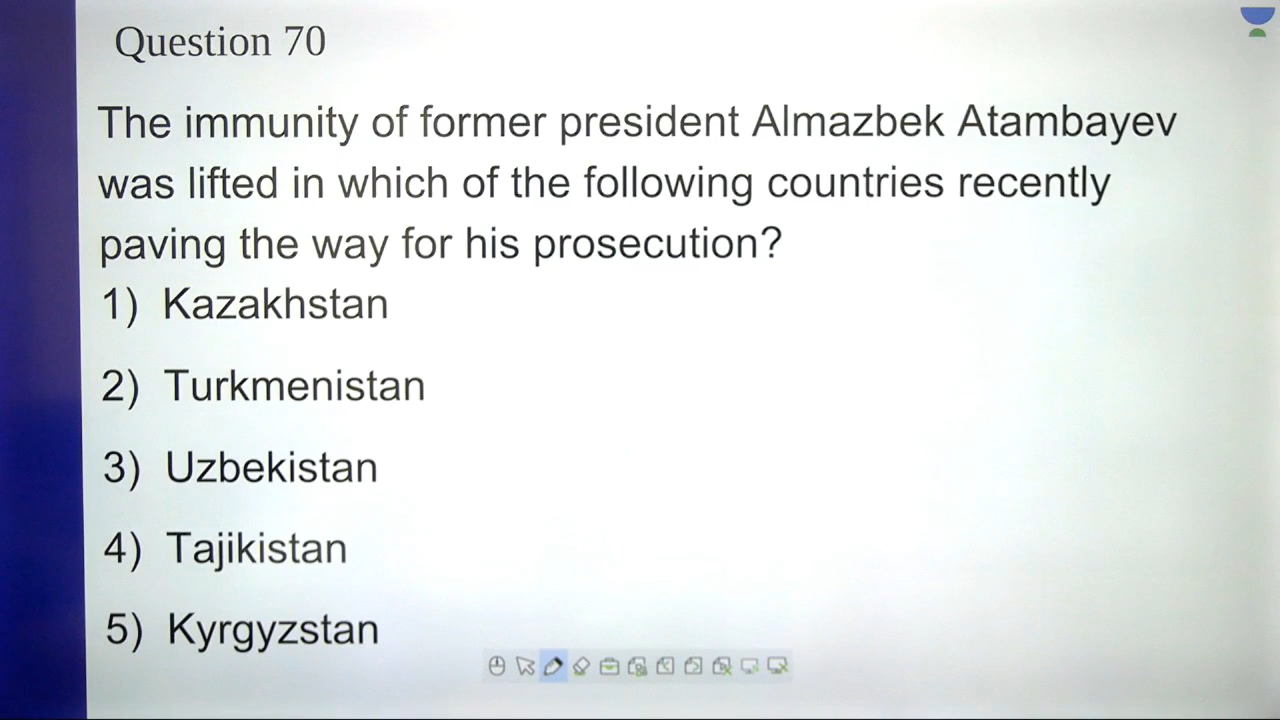 Question 70
The immunity of former president Almazbek Atambayev
was lifted in which of the following countries recently
paving the way for his prosecution?
1) Kazakhstan
2) Turkmenistan
3) Uzbekistan
4) Tajikistan
5) Kyrgyzstan